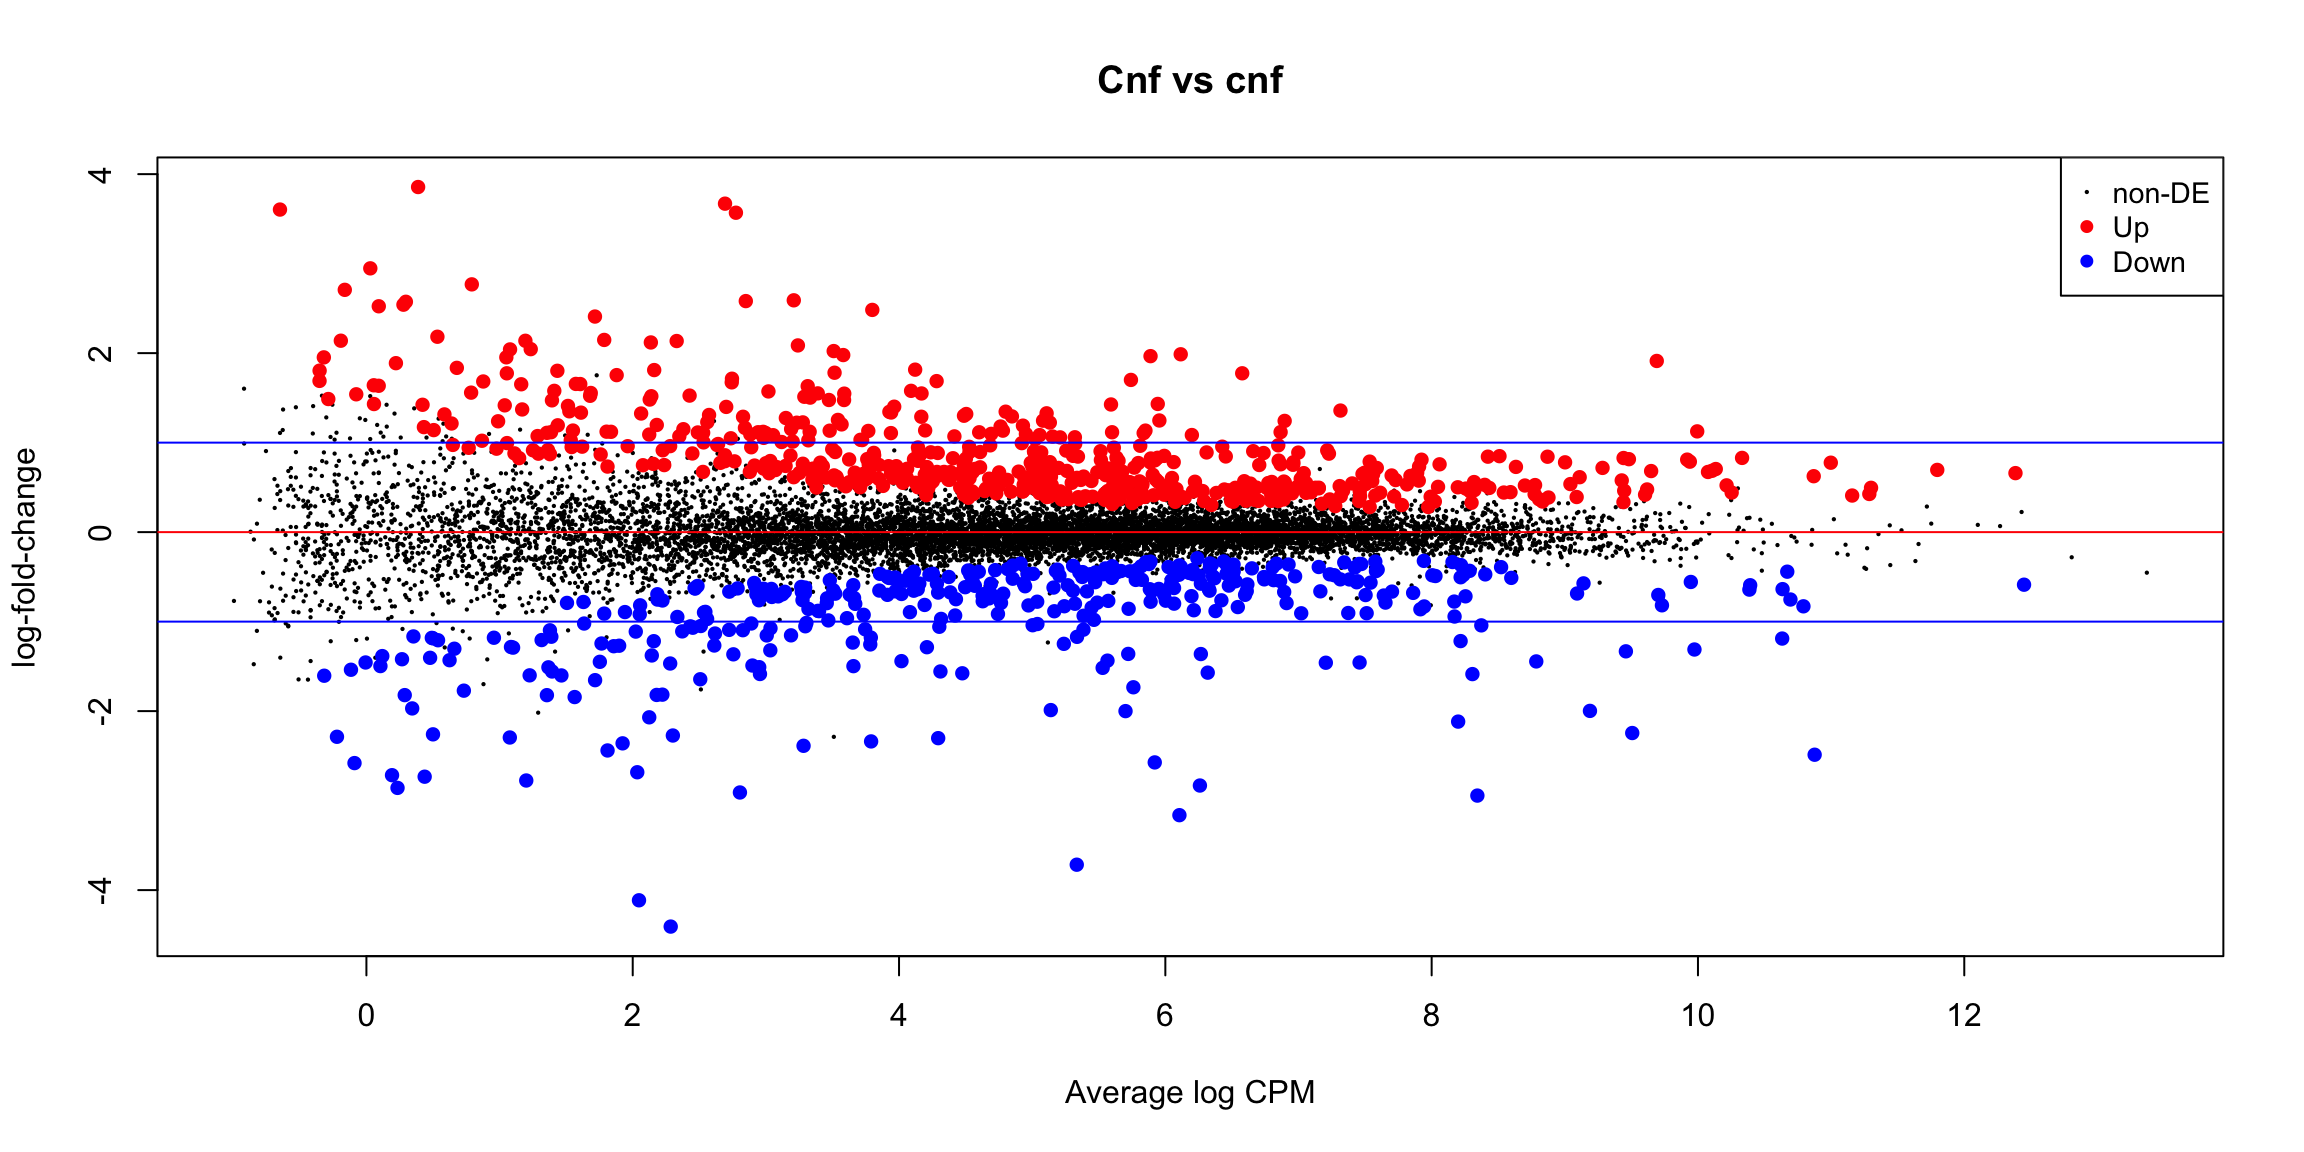 Cnf vs cnf
non-DE
Up
Down
4
2
0
-2
-4
log-fold-change
0 2 4 6 8 10 12
Average log CPM